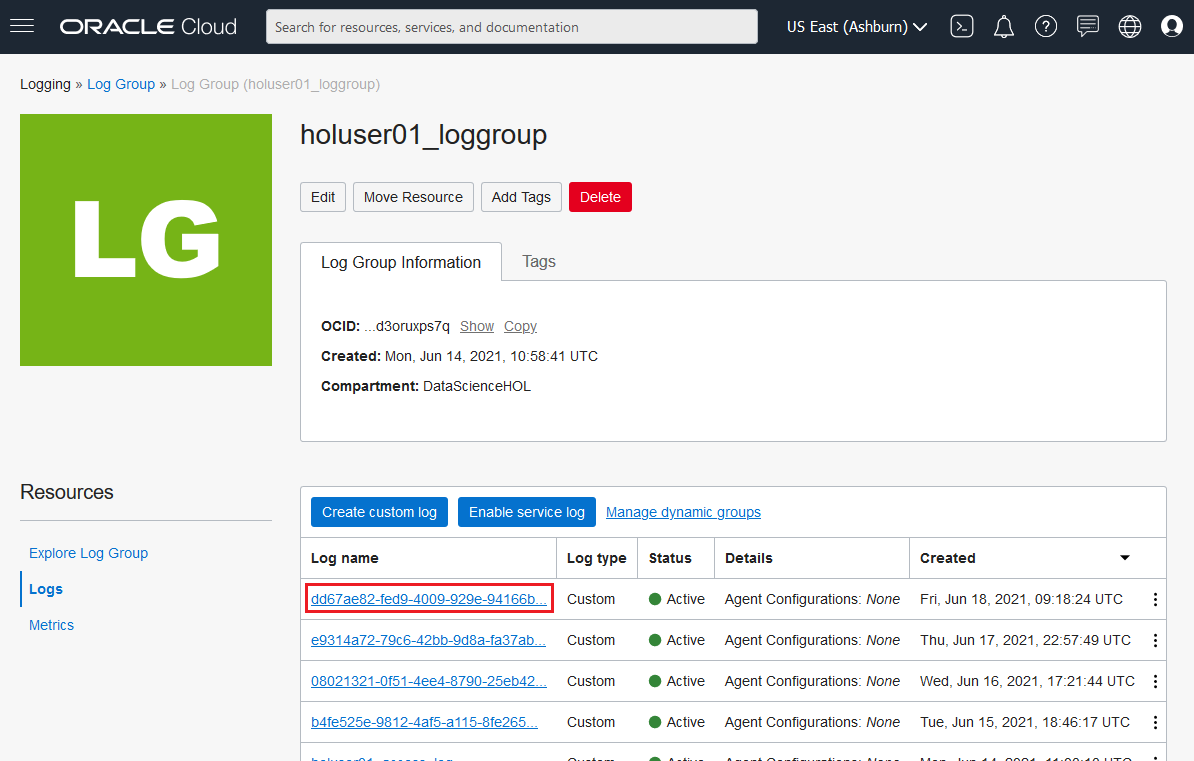 ORACLE Cloud
Search for resources, services, and documentation
US East (Ashburn)
Logging » Log Group » Log Group (holuser01_loggroup)
LG
holuser01_loggroup
Edit Move Resource Add Tags Delete
Log Group Information Tags
OCID: ...d3oruxps7q Show Copy
Created: Mon, Jun 14, 2021, 10:58:41 UTC
Compartment: DataScienceHOL
Resources
Explore Log Group
Logs
Metrics
Create custom log Enable service log Manage dynamic groups
Log name Log type Status Details Created
dd67ae82-fed9-4009-929e-94166b... Custom Active Agent Configurations: None Fri, Jun 18, 2021, 09:18:24 UTC
e9314a72-79c6-42bb-9d8a-fa37ab... Custom Active Agent Configurations: None Thu, Jun 17, 2021, 22:57:49 UTC
08021321-0f51-4ee4-8790-25eb42... Custom Active Agent Configurations: None Wed, Jun 16, 2021, 17:21:44 UTC
b4fe525e-9812-4af5-a115-8fe265... Custom Active Agent Configurations: None Tue, Jun 15, 2021, 18:46:17 UTC